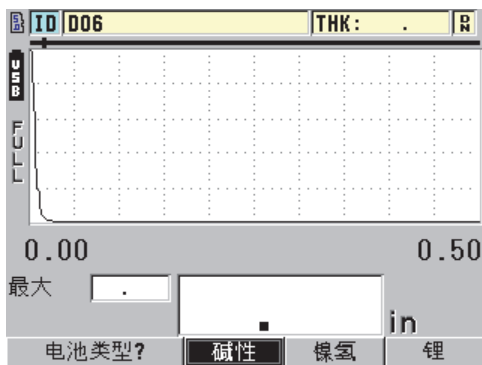 ID D06 THK: .
USB
FULL
0.00 0.50
最大 .
. in
电池类型? 碱性 镍氢 锂